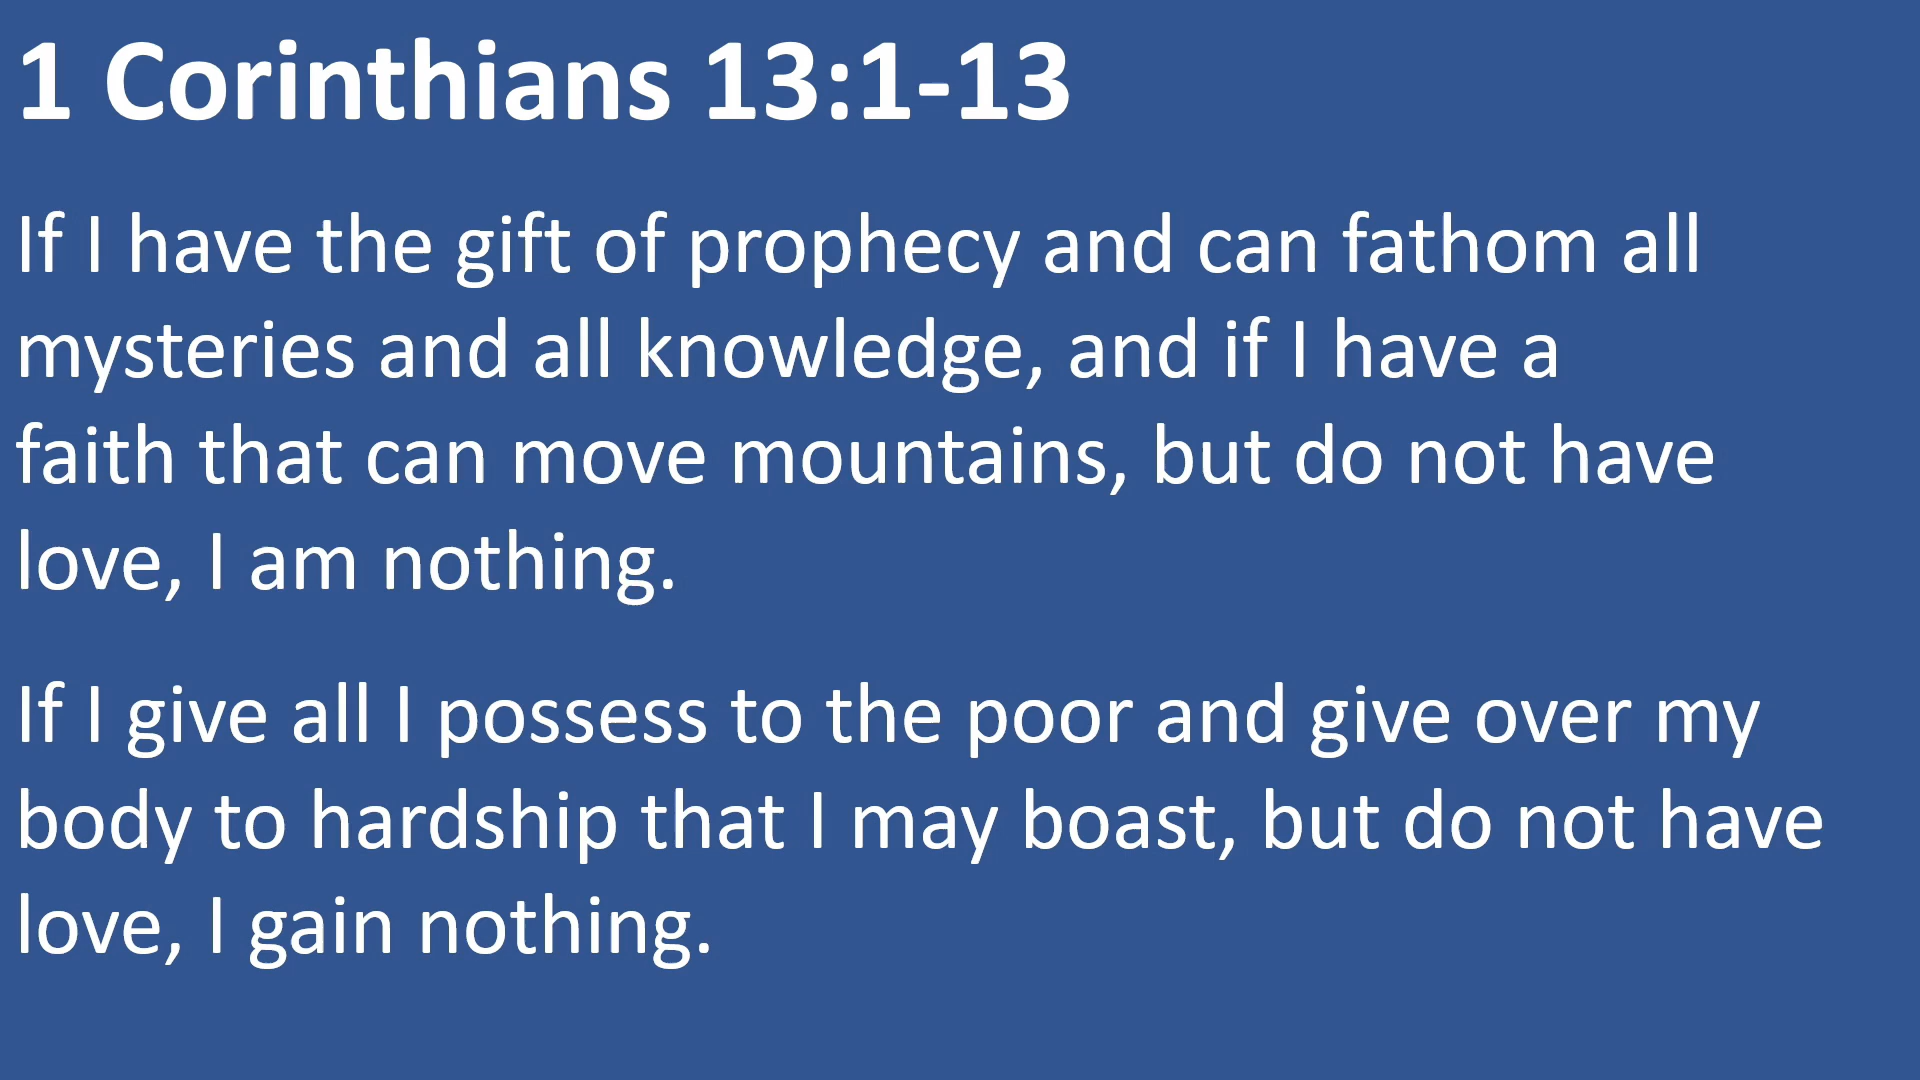 1 Corinthians 13:1-13
If I have the gift of prophecy and can fathom all
mysteries and all knowledge, and if I have a
faith that can move mountains, but do not have
love, I am nothing.
If I give all I possess to the poor and give over my
body to hardship that I may boast, but do not have
love, I gain nothing.